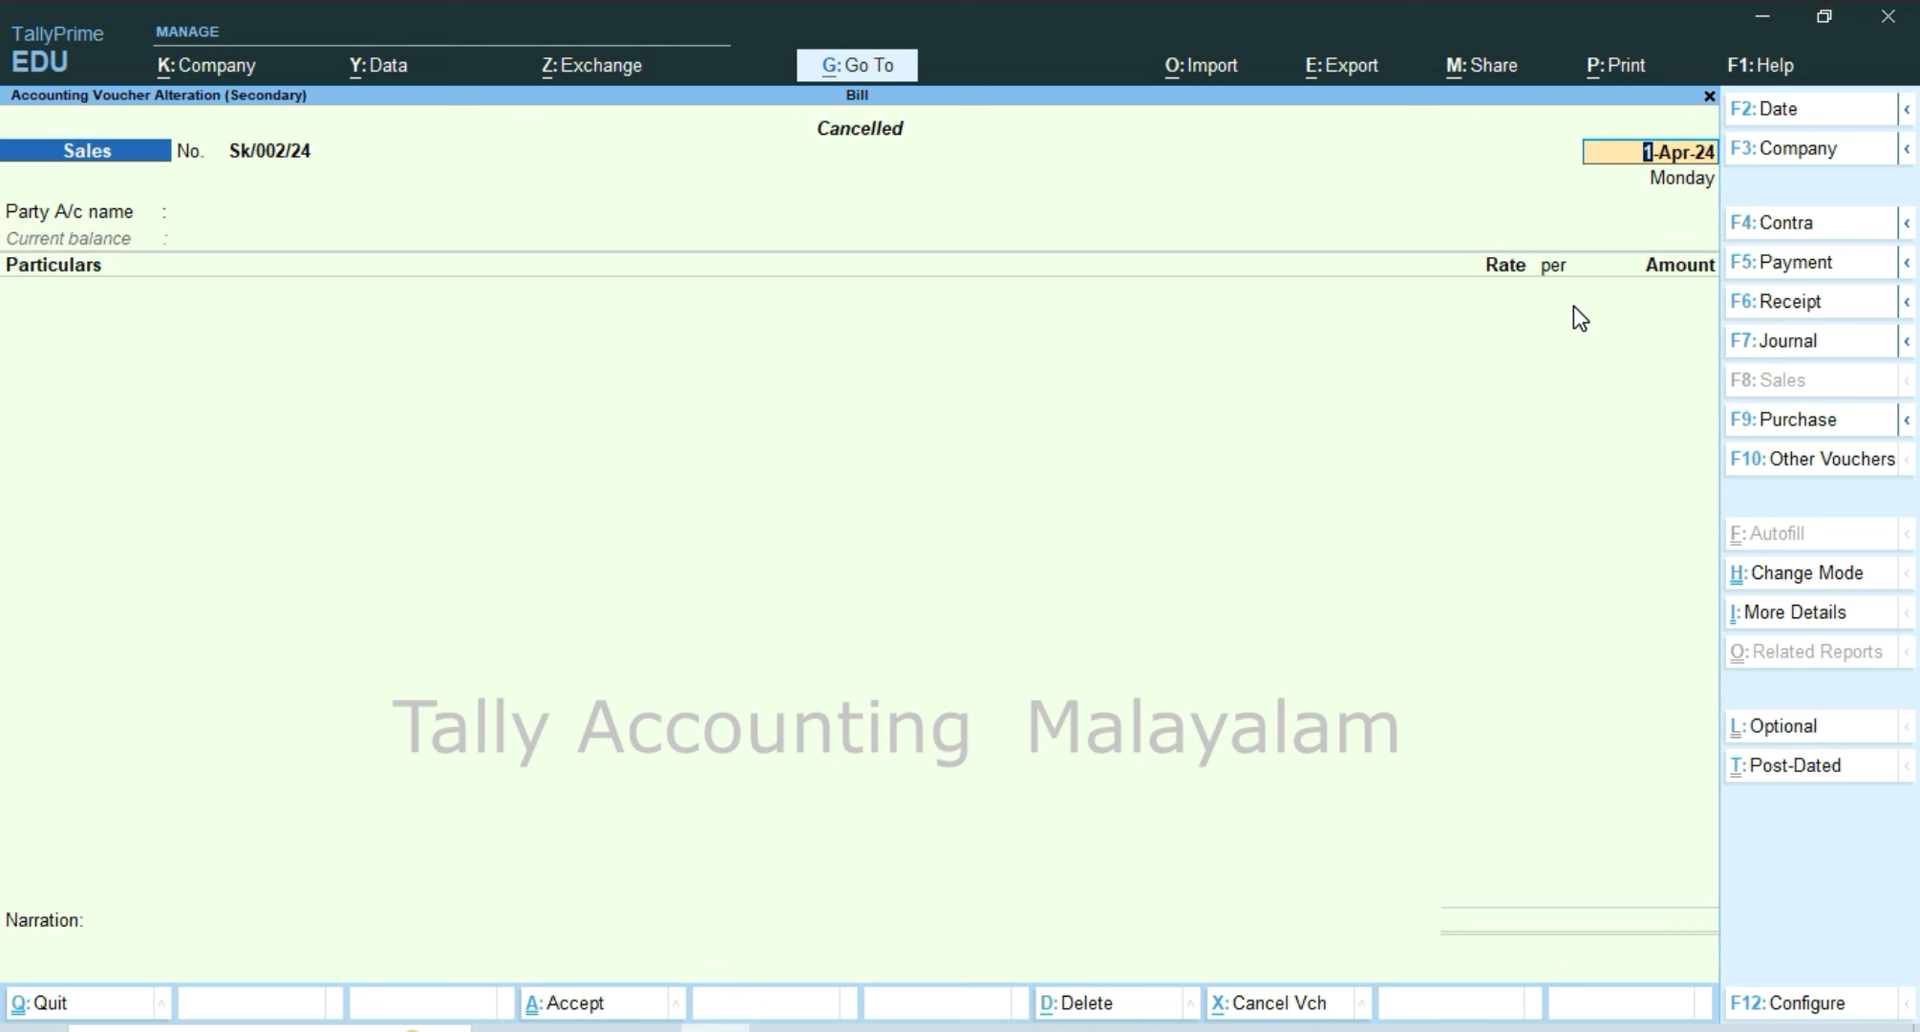 TallyPrime
EDU
MANAGE
K: Company
Y: Data
Z: Exchange
G: Go To
O: Import
E: Export
M: Share
P: Print
F1: Help
Accounting Voucher Alteration (Secondary)
Bill
Cancelled
Sales No. Sk/002/24
1-Apr-24
Monday
Party A/c name :
Current balance :
Particulars
Rate per Amount
Tally Accounting Malayalam
Narration:
F2: Date
F3: Company
F4: Contra
F5: Payment
F6: Receipt
F7: Journal
F8: Sales
F9: Purchase
F10: Other Vouchers
F: Autofill
H: Change Mode
I: More Details
O: Related Reports
L: Optional
T: Post-Dated
Q: Quit
A: Accept
D: Delete
X: Cancel Vch
F12: Configure